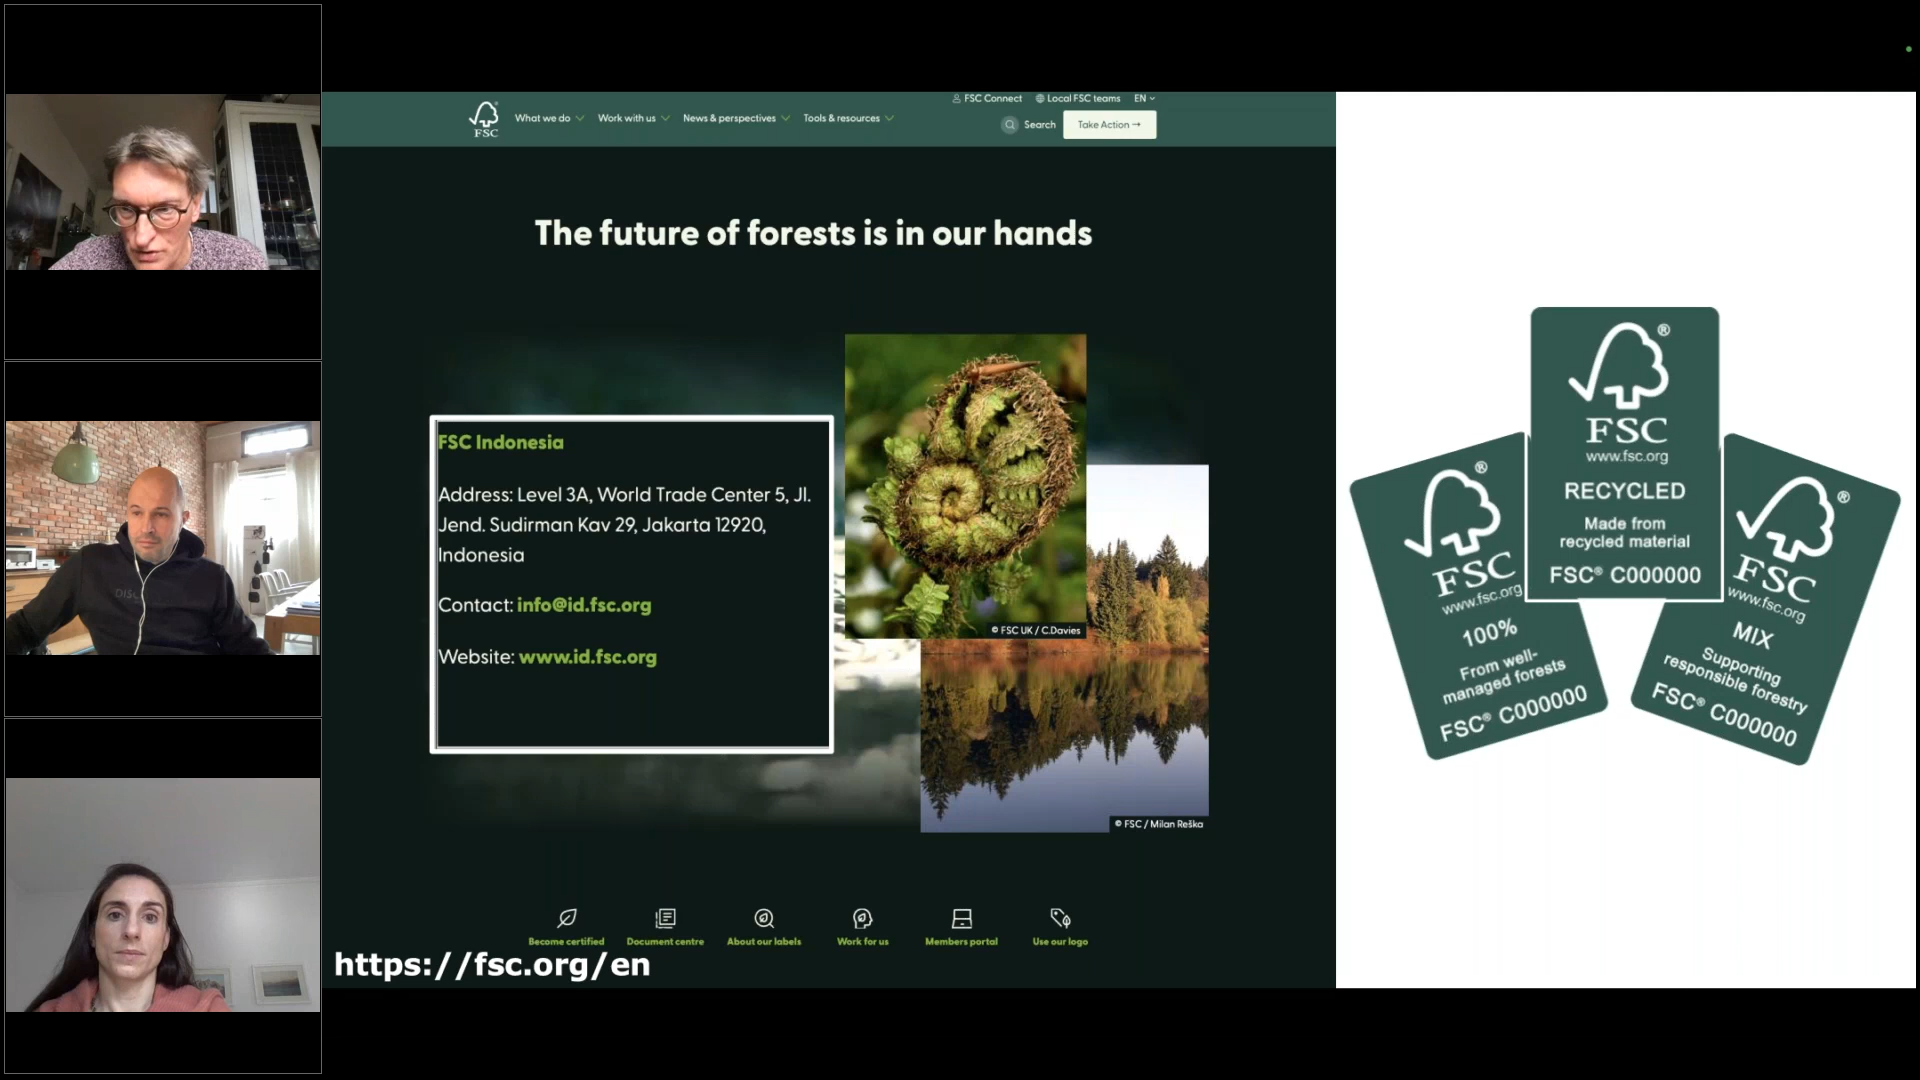 FSC Connect
Local FSC teams
EN
FSC
What we do
Work with us
News & perspectives
Tools & resources
Search
Take Action →
The future of forests is in our hands
FSC Indonesia
Address: Level 3A, World Trade Center 5, Jl.
Jend. Sudirman Kav 29, Jakarta 12920,
Indonesia
Contact: info@id.fsc.org
Website: www.id.fsc.org
© FSC UK / C.Davies
© FSC / Milan Reška
Become certified
Document centre
About our labels
Work for us
Members portal
Use our logo
https://fsc.org/en
®
FSC
www.fsc.org
100%
From well-
managed forests
FSC® C000000
®
FSC
www.fsc.org
RECYCLED
Made from
recycled material
FSC® C000000
®
FSC
www.fsc.org
MIX
Supporting
responsible forestry
FSC® C000000